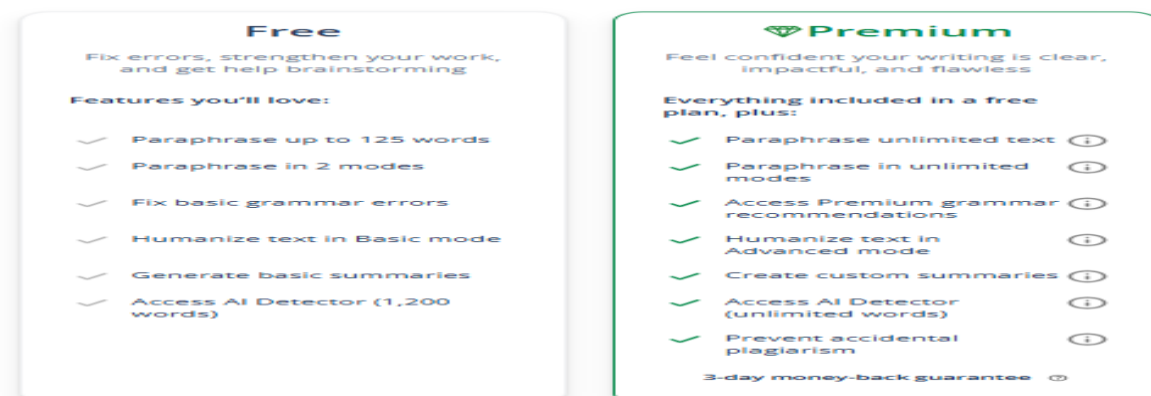 Free
Fix errors, strengthen your work,
and get help brainstorming
Features you'll love:
Paraphrase up to 125 words
Paraphrase in 2 modes
Fix basic grammar errors
Humanize text in Basic mode
Generate basic summaries
Access AI Detector (1,200
words)
Premium
Feel confident your writing is clear,
impactful, and flawless
Everything included in a free
plan, plus:
Paraphrase unlimited text
Paraphrase in unlimited
modes
Access Premium grammar
recommendations
Humanize text in
Advanced mode
Create custom summaries
Access AI Detector
(unlimited words)
Prevent accidental
plagiarism
3-day money-back guarantee